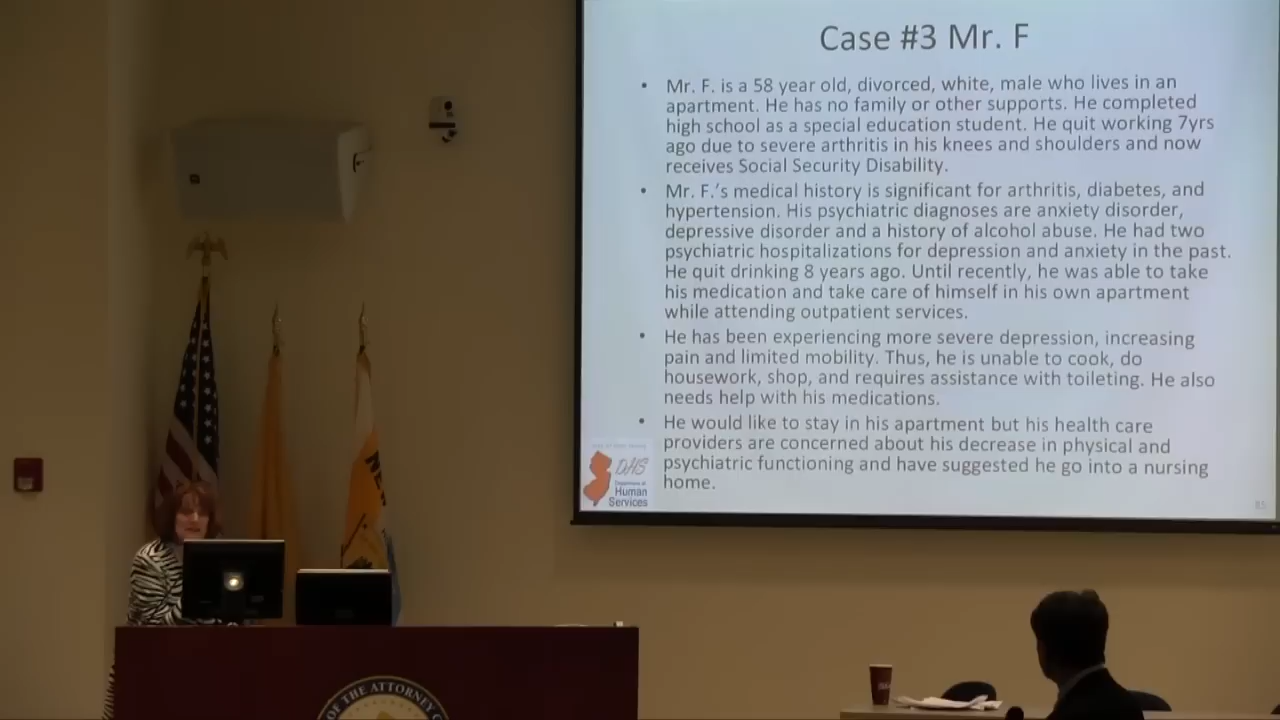 Case #3 Mr. F
• Mr. F. is a 58 year old, divorced, white, male who lives in an
apartment. He has no family or other supports. He completed
high school as a special education student. He quit working 7yrs
ago due to severe arthritis in his knees and shoulders and now
receives Social Security Disability.
• Mr. F.'s medical history is significant for arthritis, diabetes, and
hypertension. His psychiatric diagnoses are anxiety disorder,
depressive disorder and a history of alcohol abuse. He had two
psychiatric hospitalizations for depression and anxiety in the past.
He quit drinking 8 years ago. Until recently, he was able to take
his medication and take care of himself in his own apartment
while attending outpatient services.
• He has been experiencing more severe depression, increasing
pain and limited mobility. Thus, he is unable to cook, do
housework, shop, and requires assistance with toileting. He also
needs help with his medications.
• He would like to stay in his apartment but his health care
providers are concerned about his decrease in physical and
psychiatric functioning and have suggested he go into a nursing
home.
Human
Services
85
OF THE ATTORNEY